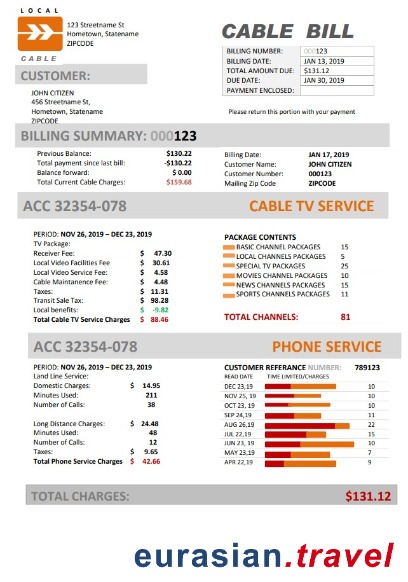 LOCAL
CABLE
123 Streetname St
Hometown, Statename
ZIPCODE
CABLE BILL
BILLING NUMBER: 000123
BILLING DATE: JAN 13, 2019
TOTAL AMOUNT DUE: $131.12
DUE DATE: JAN 30, 2019
PAYMENT ENCLOSED:
CUSTOMER:
JOHN CITIZEN
456 Streetname St,
Hometown, Statename
ZIPCODE
Please return this portion with your payment
BILLING SUMMARY: 000123
Previous Balance: $130.22
Total payment since last bill: -$130.22
Balance forward: $ 0.00
Total Current Cable Charges: $159.68
Billing Date: JAN 17, 2019
Customer Name: JOHN CITIZEN
Customer Number: 000123
Mailing Zip Code ZIPCODE
ACC 32354-078 CABLE TV SERVICE
PERIOD: NOV 26, 2019 – DEC 23, 2019
TV Package:
Receiver Fee: $ 47.30
Local Video Facilities Fee $ 30.61
Local Video Service Fee: $ 4.58
Cable Maintanence Fee: $ 4.48
Taxes: $ 11.31
Transit Sale Tax: $ 98.28
Local benefits: $ -9.82
Total Cable TV Service Charges $ 88.46
PACKAGE CONTENTS
BASIC CHANNEL PACKAGES 15
LOCAL CHANNELS PACKAGES 5
SPECIAL TV PACKAGES 25
MOVIES CHANNEL PACKAGES 10
NEWS CHANNELS PACKAGES 15
SPORTS CHANNELS PACKAGES 11
TOTAL CHANNELS: 81
ACC 32354-078 PHONE SERVICE
PERIOD: NOV 26, 2019 – DEC 23, 2019
Land Line Service:
Domestic Charges: $ 14.95
Minutes Used: 211
Number of Calls: 38
Long Distance Charges: $ 24.48
Minutes Used: 48
Number of Calls: 12
Taxes: $ 9.65
Total Phone Service Charges $ 42.66
CUSTOMER REFERANCE NUMBER: 789123
READ DATE TIME LIMITED/CHARGES
DEC 23,19 10
NOV 25, 19 10
OCT 23, 19 10
SEP 24,19 11
AUG 26,19 22
JUL 22,19 15
JUN 23, 19 10
MAY 23,19 7
APR 22,19 9
TOTAL CHARGES: $131.12
eurasian.travel